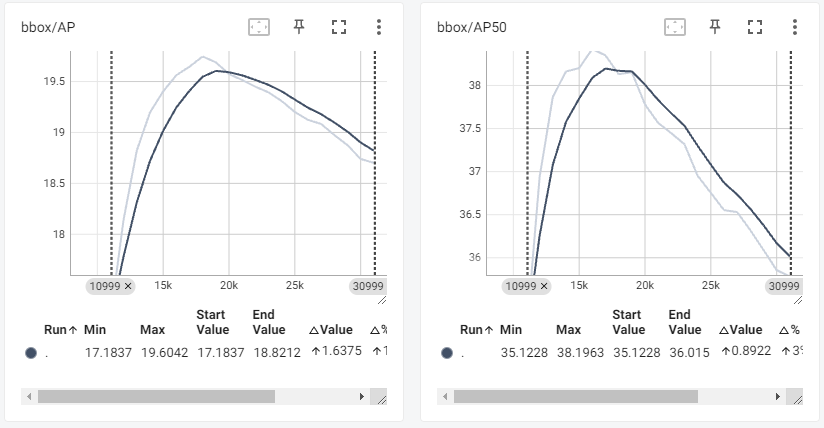 bbox/AP
19.5
19
18.5
18
10999 ×
15k
20k
25k
30999
Run↑ Min Max Start Value End Value △Value △%
. 17.1837 19.6042 17.1837 18.8212 ↑1.6375 ↑1
bbox/AP50
38
37.5
37
36.5
36
10999 ×
15k
20k
25k
30999
Run↑ Min Max Start Value End Value △Value △%
. 35.1228 38.1963 35.1228 36.015 ↑0.8922